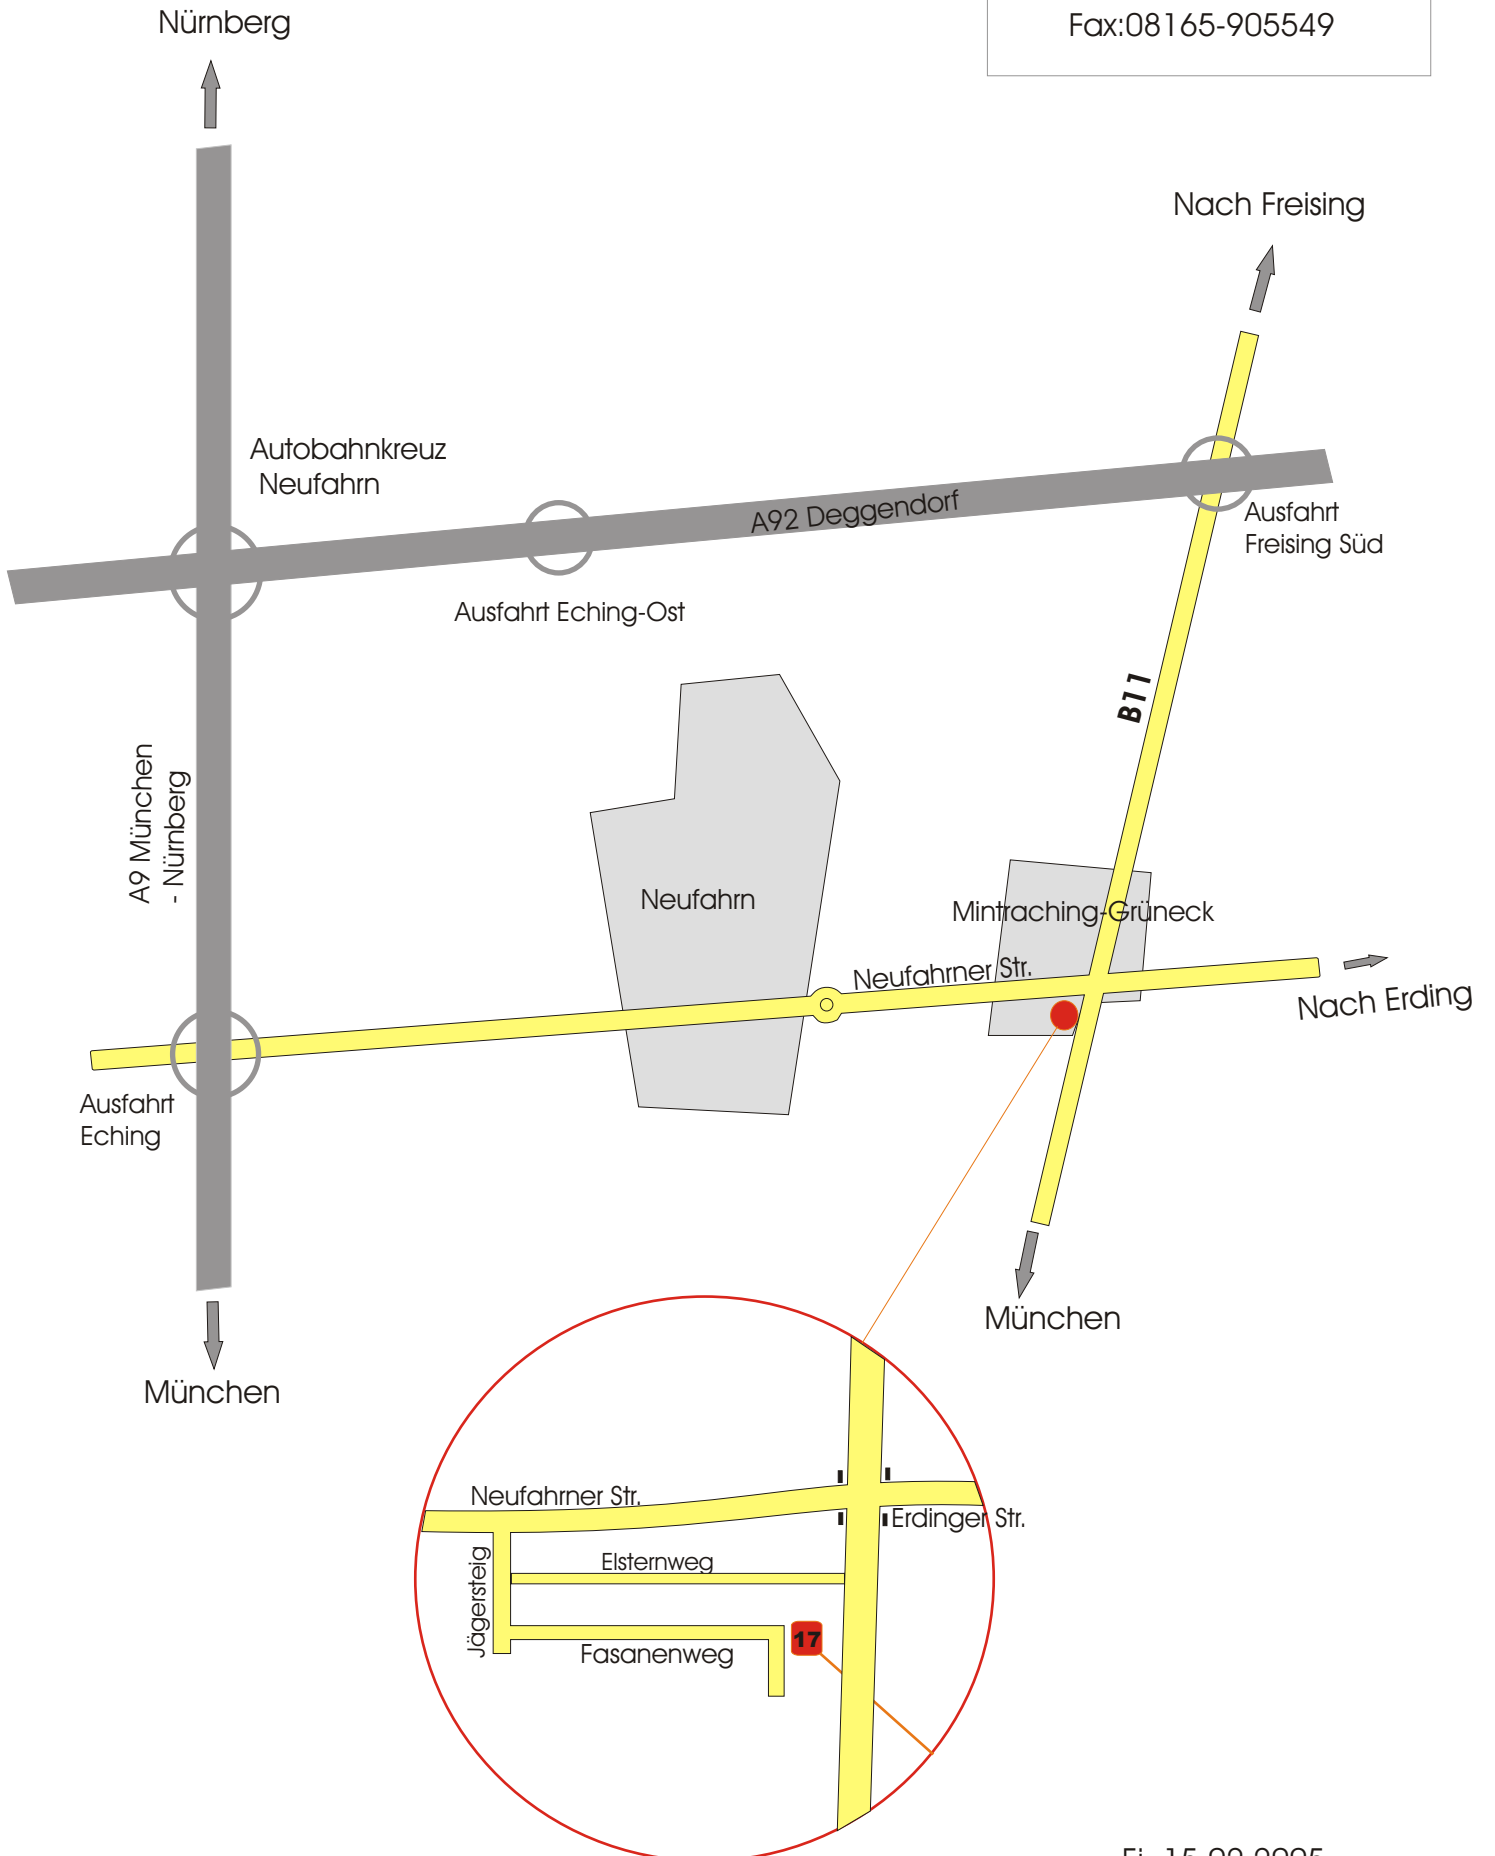 Nürnberg
Fax:08165-905549
Nach Freising
Autobahnkreuz
Neufahrn
A92 Deggendorf
Ausfahrt
Freising Süd
Ausfahrt Eching-Ost
B11
A9 München
- Nürnberg
Neufahrn
Mintraching-Grüneck
Neufahrner Str.
Nach Erding
Ausfahrt
Eching
München
München
Neufahrner Str.
Erdinger Str.
Elsternweg
Jägersteig
17
Fasanenweg